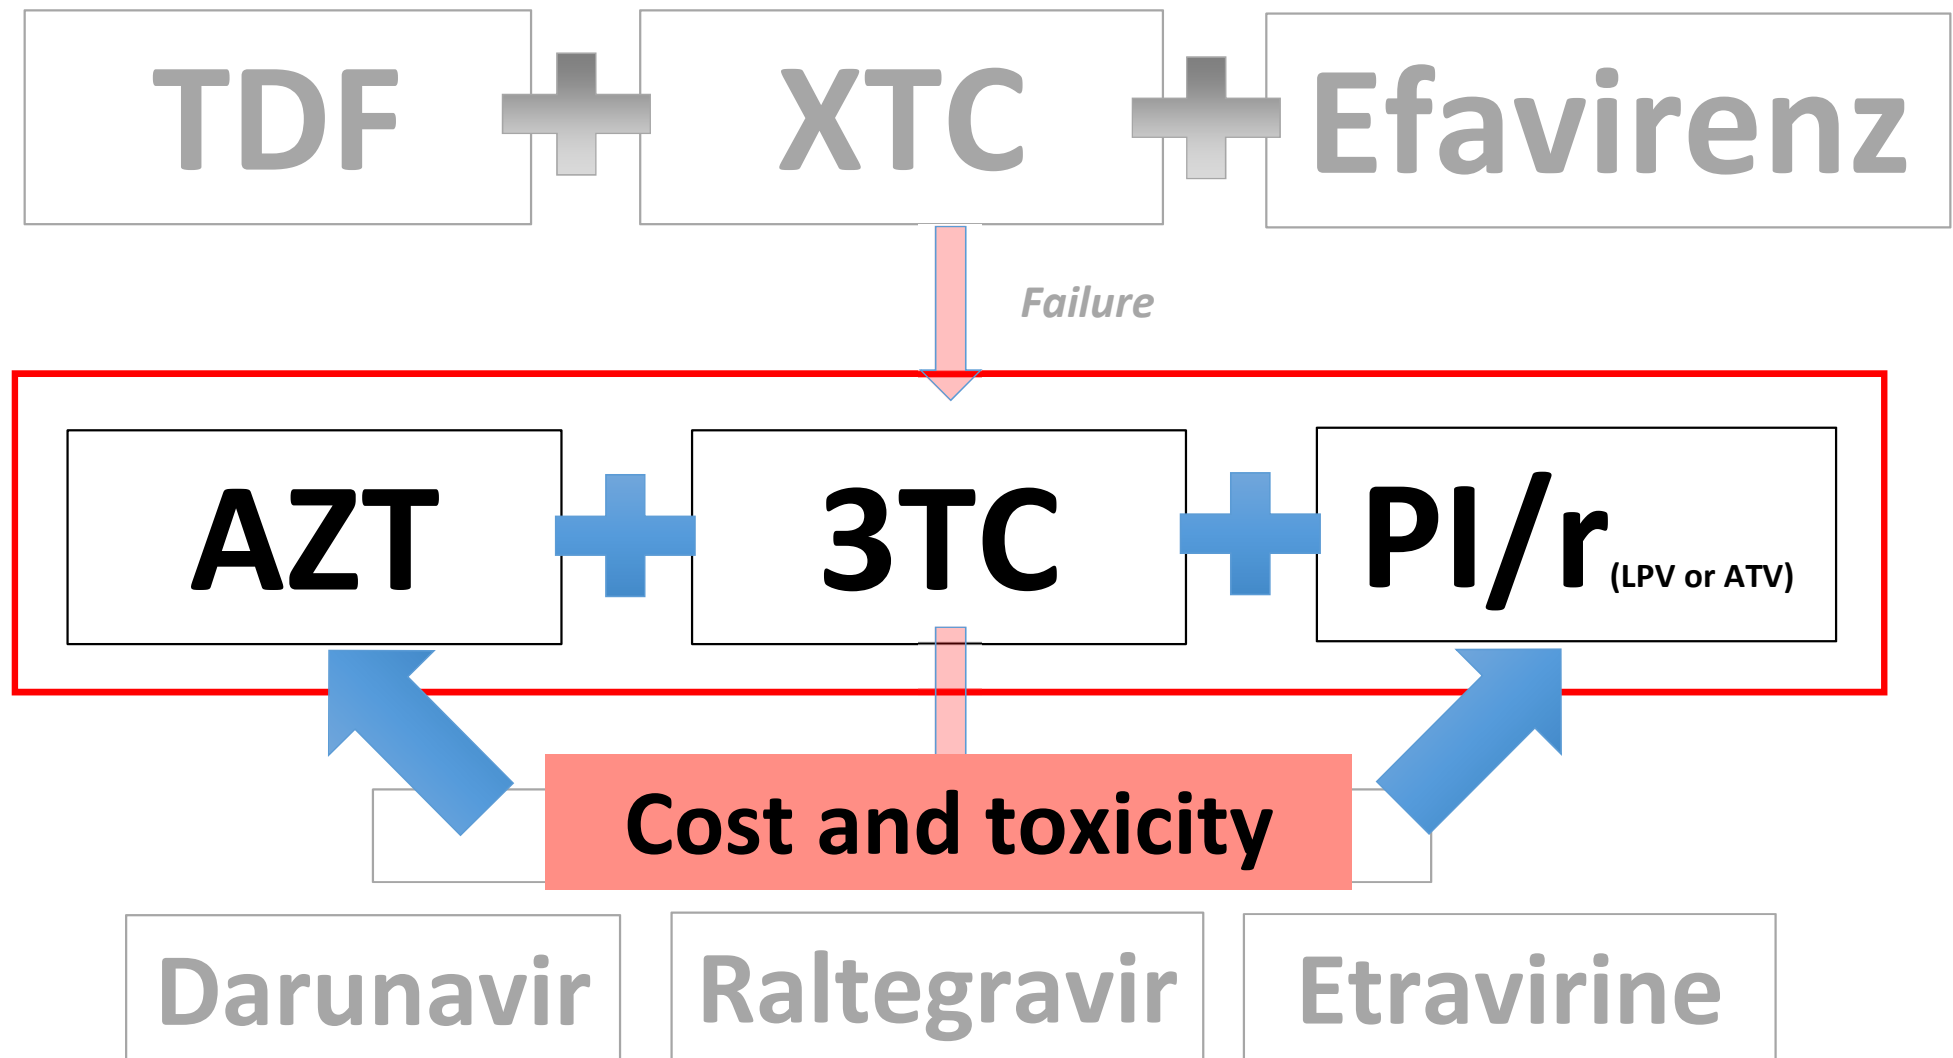 TDF XTC Efavirenz
Failure
AZT 3TC PI/r (LPV or ATV)
Cost and toxicity
Darunavir Raltegravir Etravirine